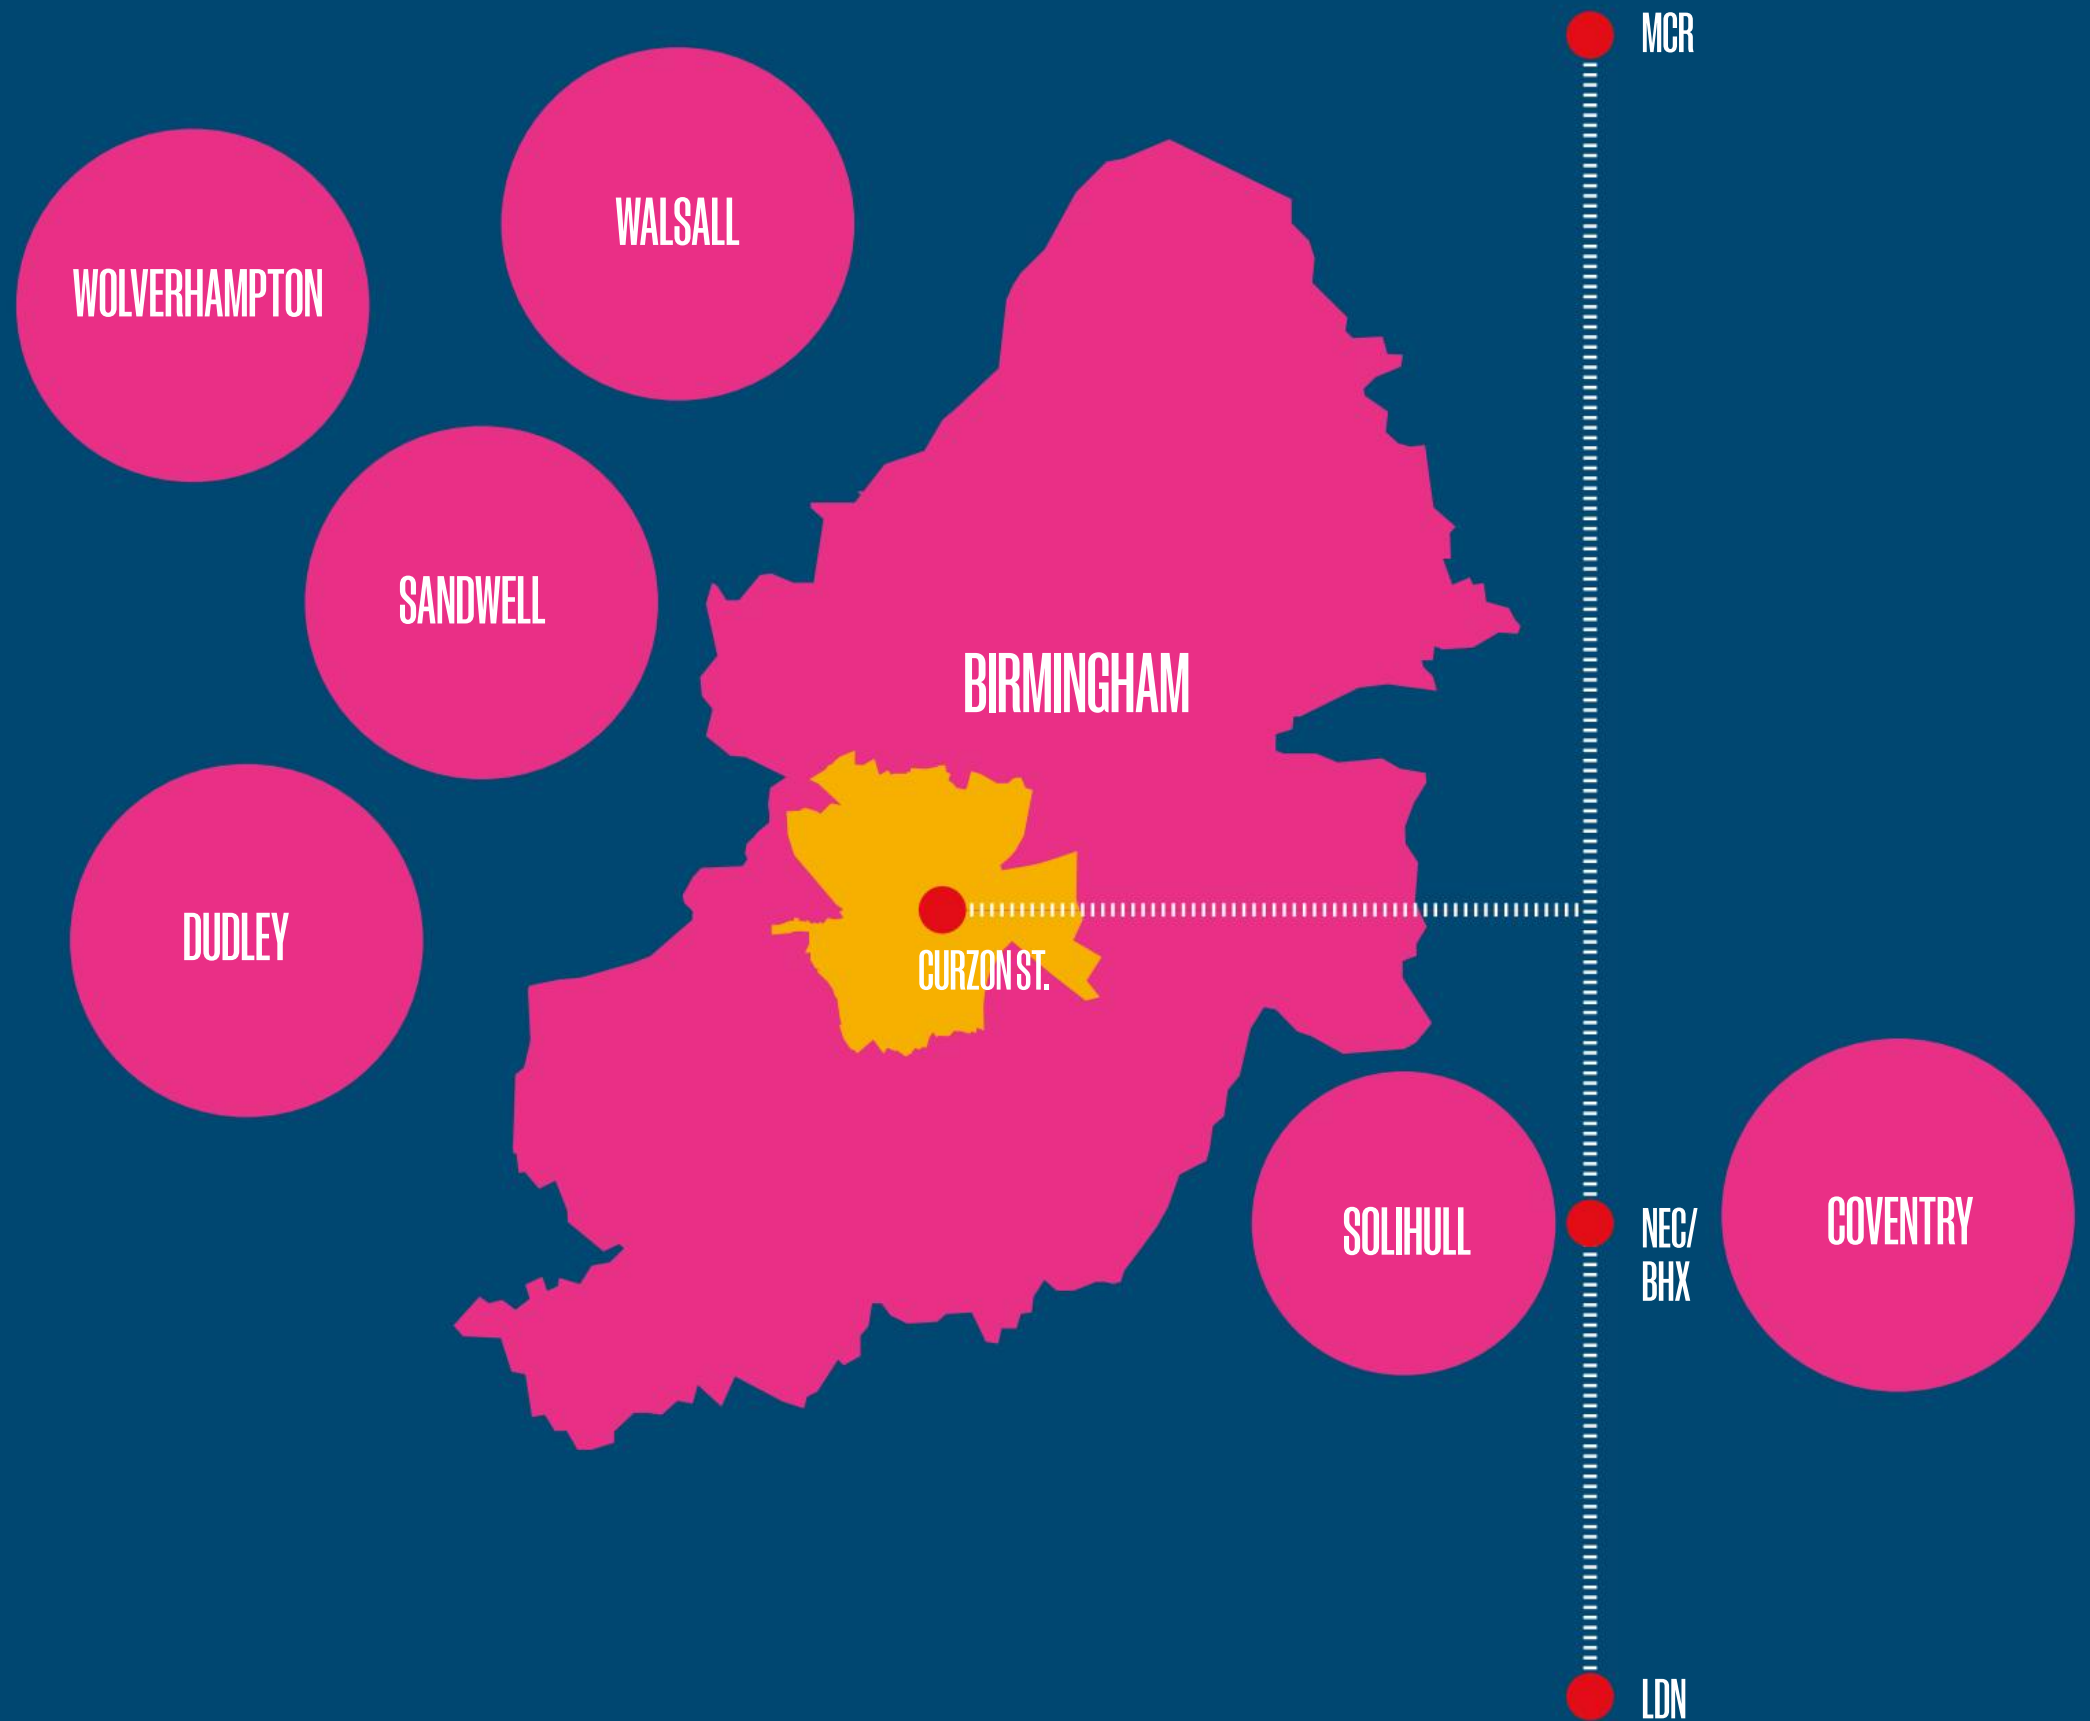 MCR
WALSALL
WOLVERHAMPTON
SANDWELL
BIRMINGHAM
DUDLEY
CURZON ST.
SOLIHULL
NEC/
BHX
COVENTRY
LDN